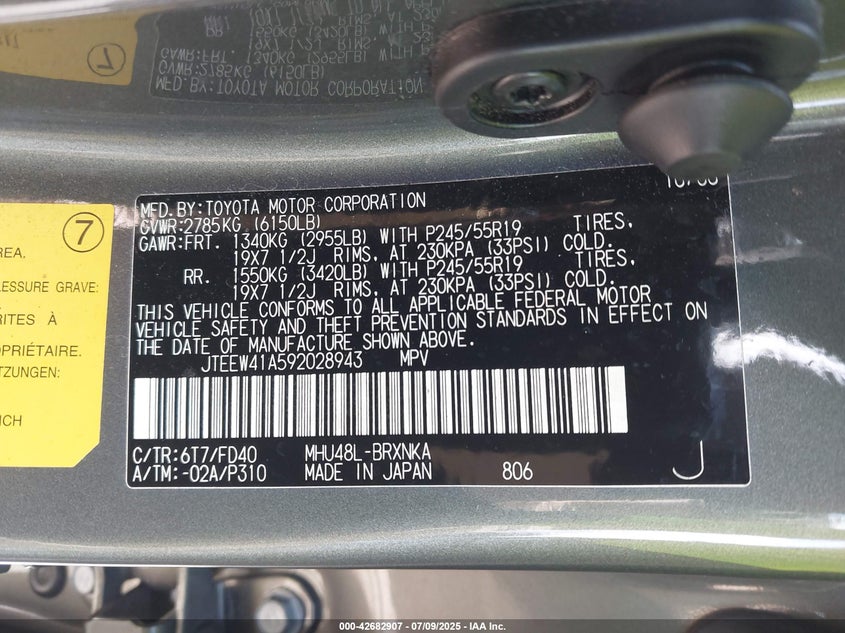 7
REA,
PRESSURE GRAVE:
RITES À
OPRIÉTAIRE.
UTZUNGEN:
ICH
MFD.BY:TOYOTA MOTOR CORPORATION
GVWR:2785KG (6150LB)
GAWR:FRT. 1340KG (2955LB) WITH P245/55R19 TIRES,
19X7 1/2J RIMS, AT 230KPA (33PSI) COLD.
RR. 1550KG (3420LB) WITH P245/55R19 TIRES,
19X7 1/2J RIMS, AT 230KPA (33PSI) COLD.
THIS VEHICLE CONFORMS TO ALL APPLICABLE FEDERAL MOTOR
VEHICLE SAFETY AND THEFT PREVENTION STANDARDS IN EFFECT ON
THE DATE OF MANUFACTURE SHOWN ABOVE.
JTEEW41A592028943 MPV
C/TR:6T7/FD40 MHU48L-BRXNKA
A/TM:-02A/P310 MADE IN JAPAN 806 J
000-42682907 - 07/09/2025 - IAA Inc.